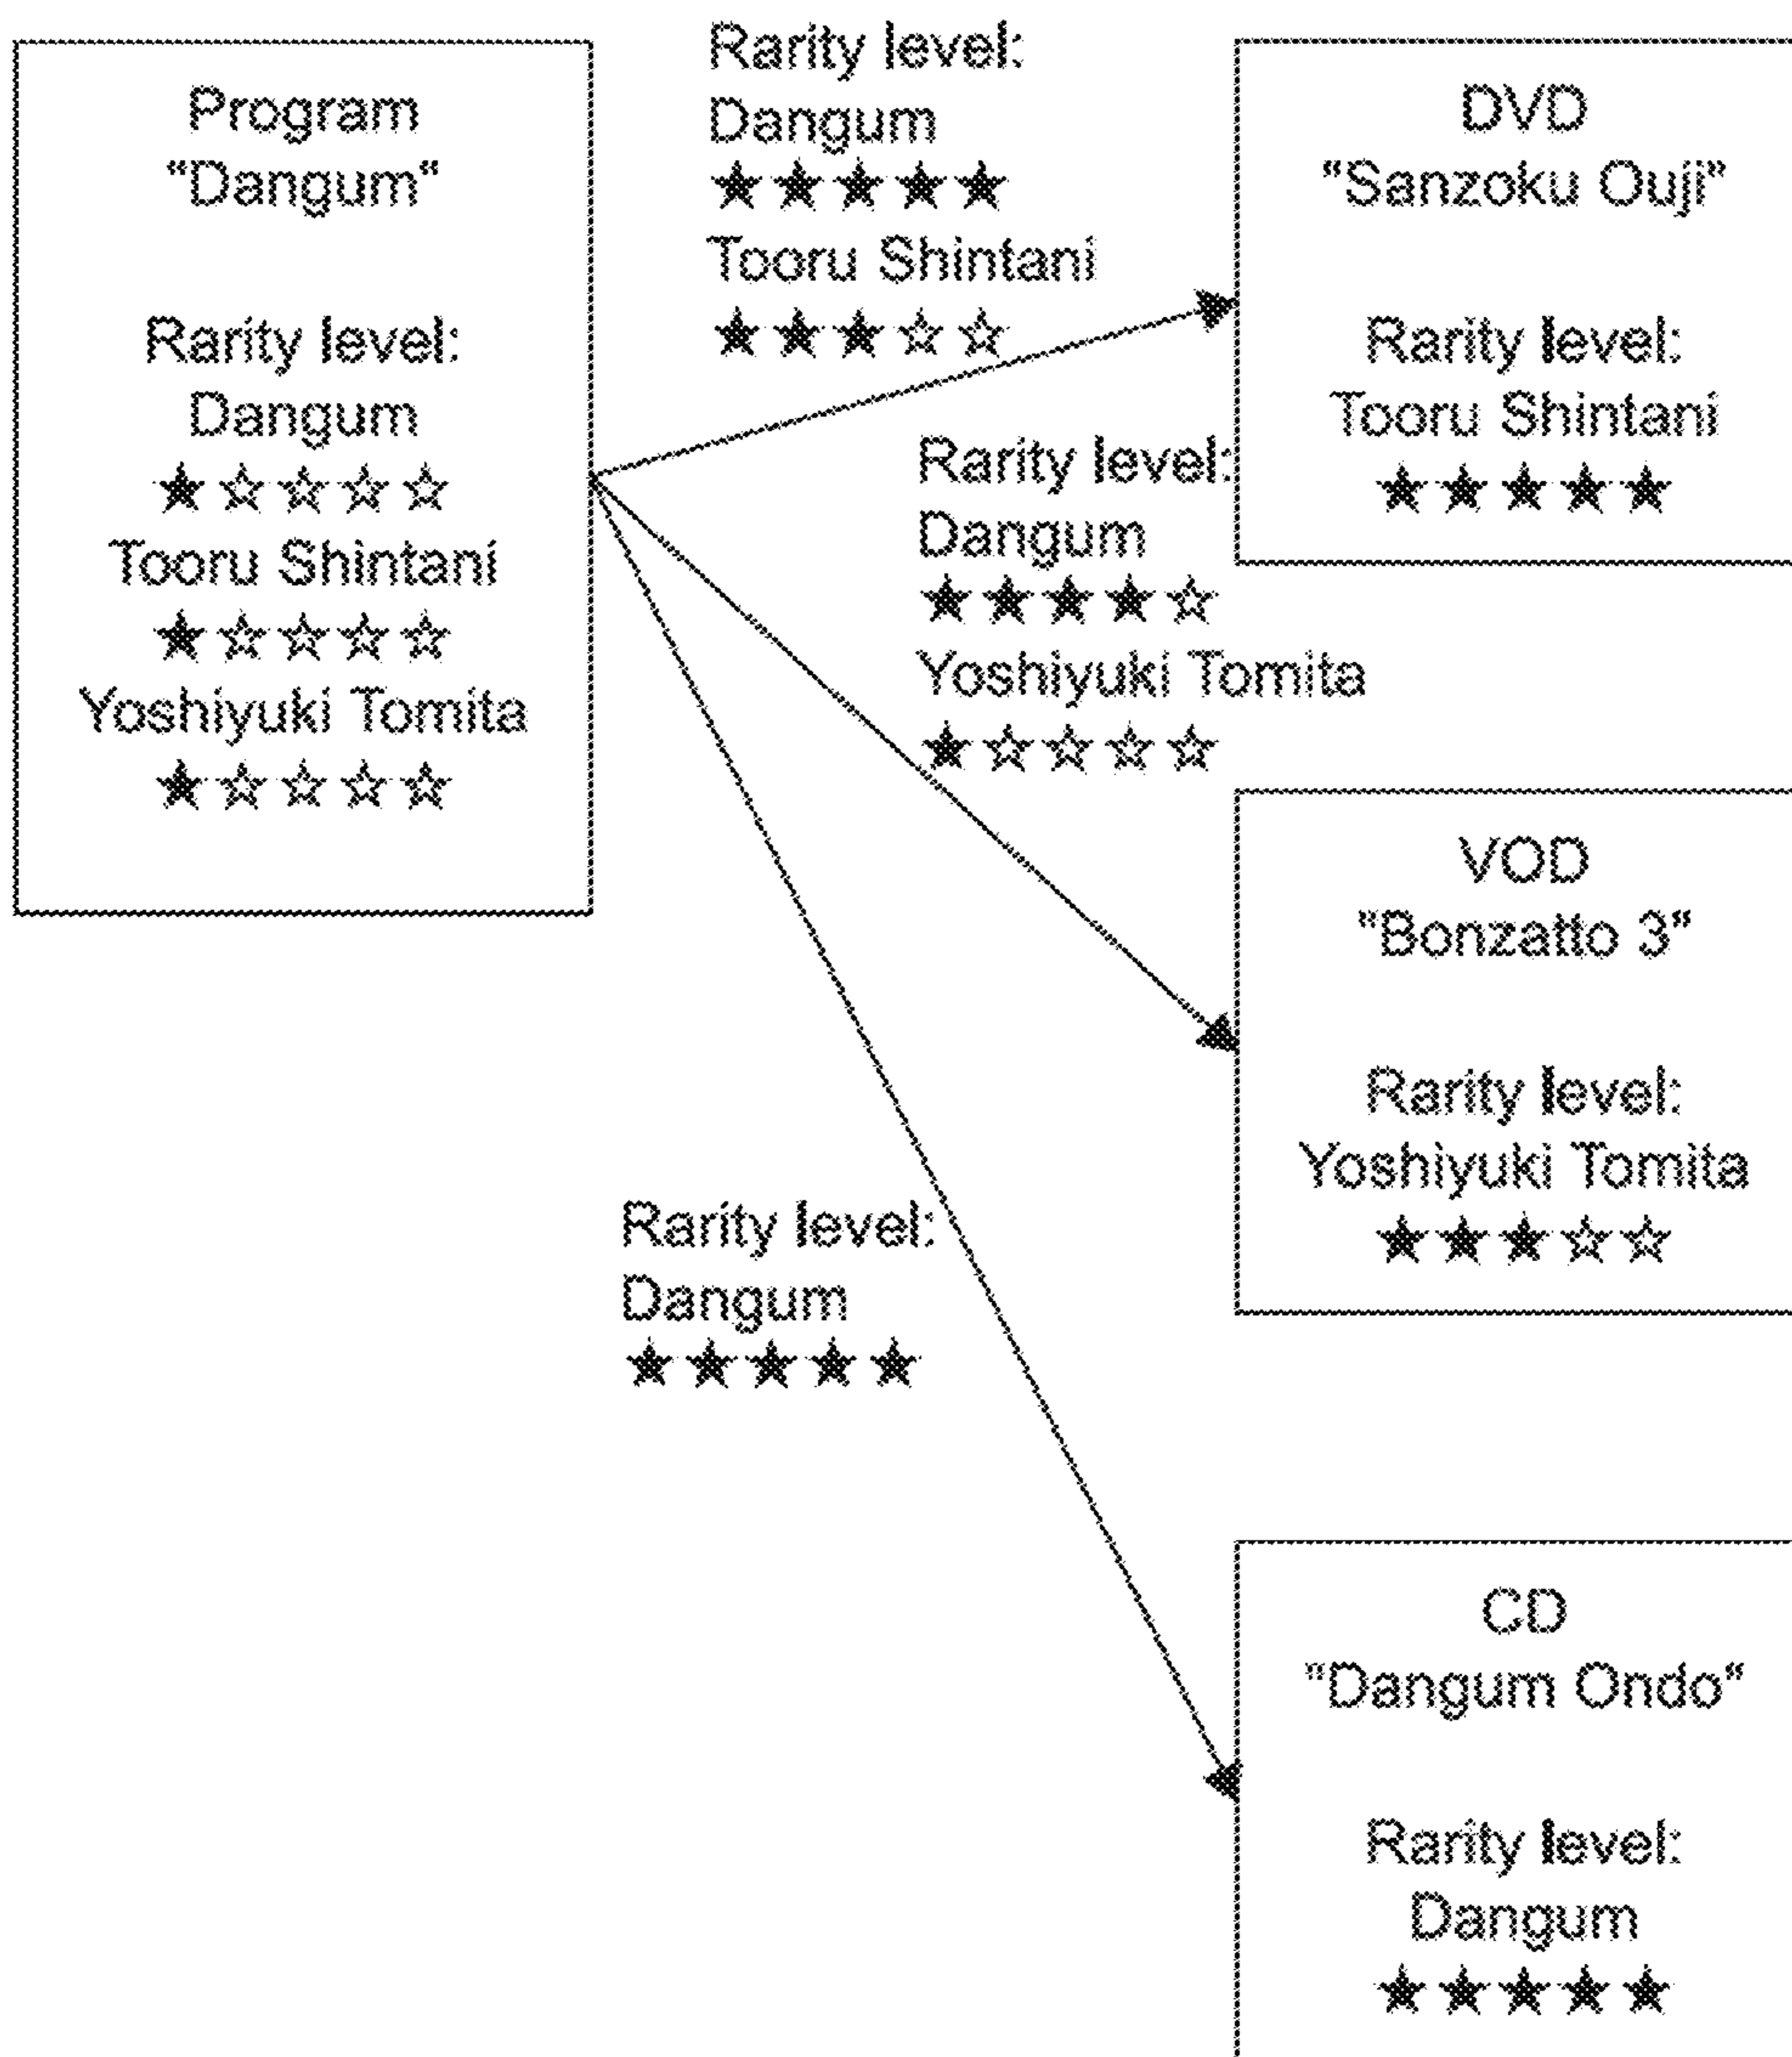 Program
“Dangum“
Rarity level:
Dangum
★☆☆☆☆
Tooru Shintani
★☆☆☆☆
Yoshiyuki Tomita
★☆☆☆☆
Rarity level:
Dangum
★★★★★
Tooru Shintani
★★★☆☆
Rarity level:
Dangum
★★★★☆
Yoshiyuki Tomita
★☆☆☆☆
Rarity level:
Dangum
★★★★★
DVD
“Sanzoku Ouji”
Rarity level:
Tooru Shintani
★★★★★
VOD
"Bonzatto 3“
Rarity level:
Yoshiyuki Tomita
★★★☆☆
CD
"Dangum Ondo“
Rarity level:
Dangum
★★★★★